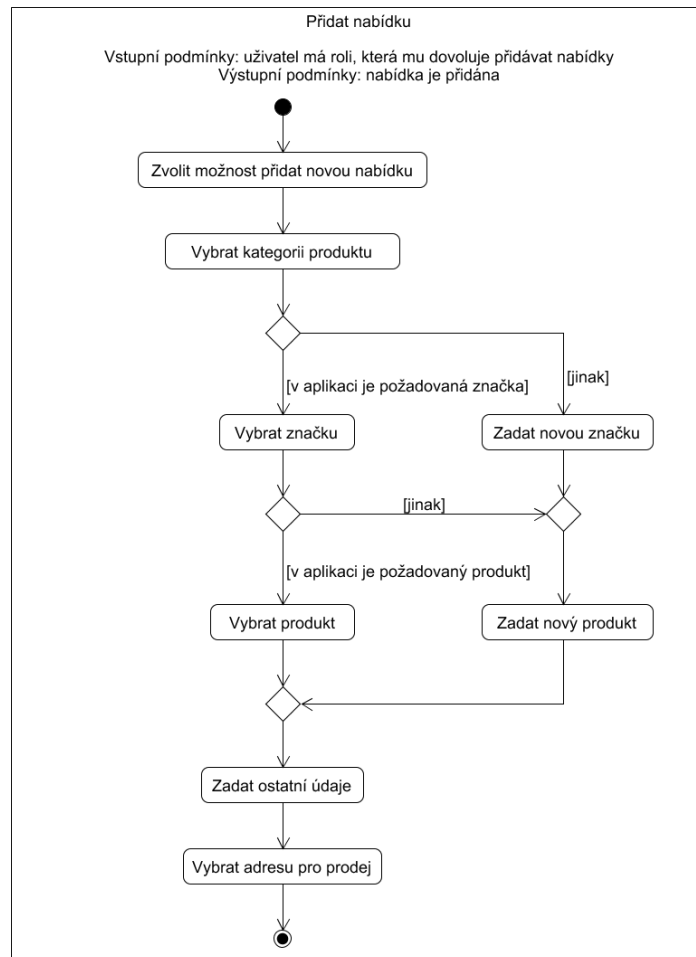 Přidat nabídku
Vstupní podmínky: uživatel má roli, která mu dovoluje přidávat nabídky
Výstupní podmínky: nabídka je přidána
Zvolit možnost přidat novou nabídku
Vybrat kategorii produktu
[v aplikaci je požadovaná značka]
[jinak]
Vybrat značku
Zadat novou značku
[jinak]
[v aplikaci je požadovaný produkt]
Vybrat produkt
Zadat nový produkt
Zadat ostatní údaje
Vybrat adresu pro prodej